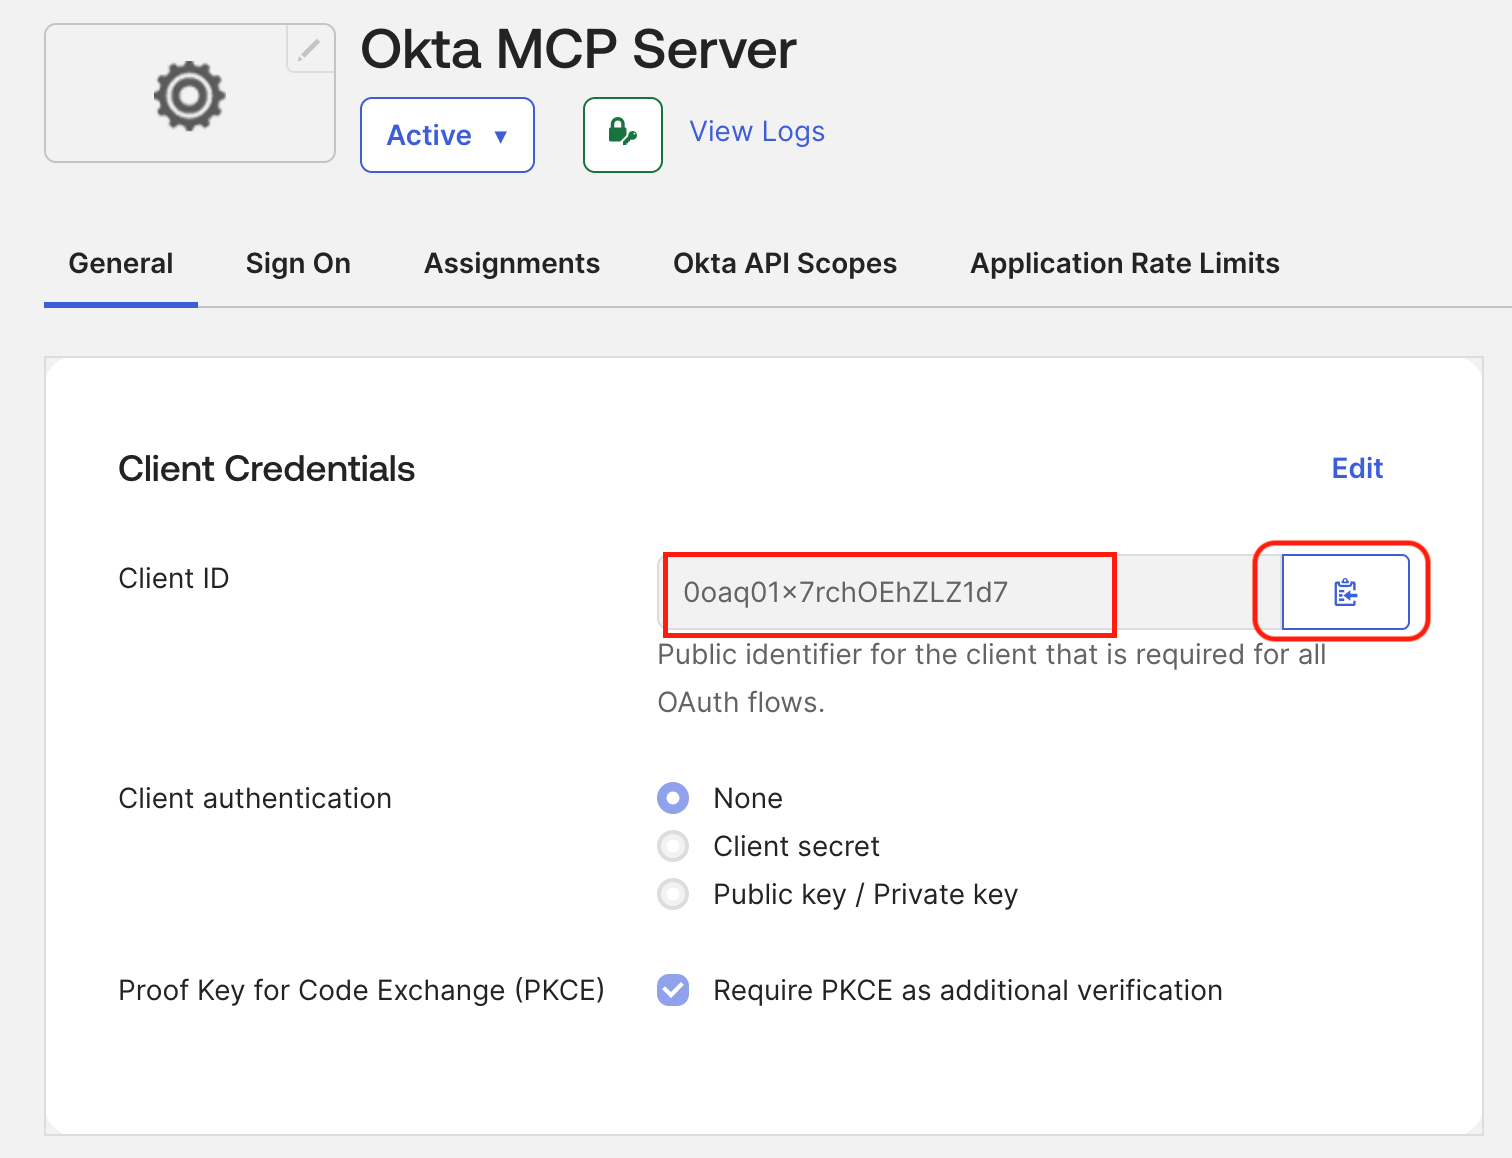 Okta MCP Server
Active
View Logs
General
Sign On
Assignments
Okta API Scopes
Application Rate Limits
Client Credentials
Edit
Client ID
0oaq01x7rchOEhZLZ1d7
Public identifier for the client that is required for all
OAuth flows.
Client authentication
None
Client secret
Public key / Private key
Proof Key for Code Exchange (PKCE)
Require PKCE as additional verification